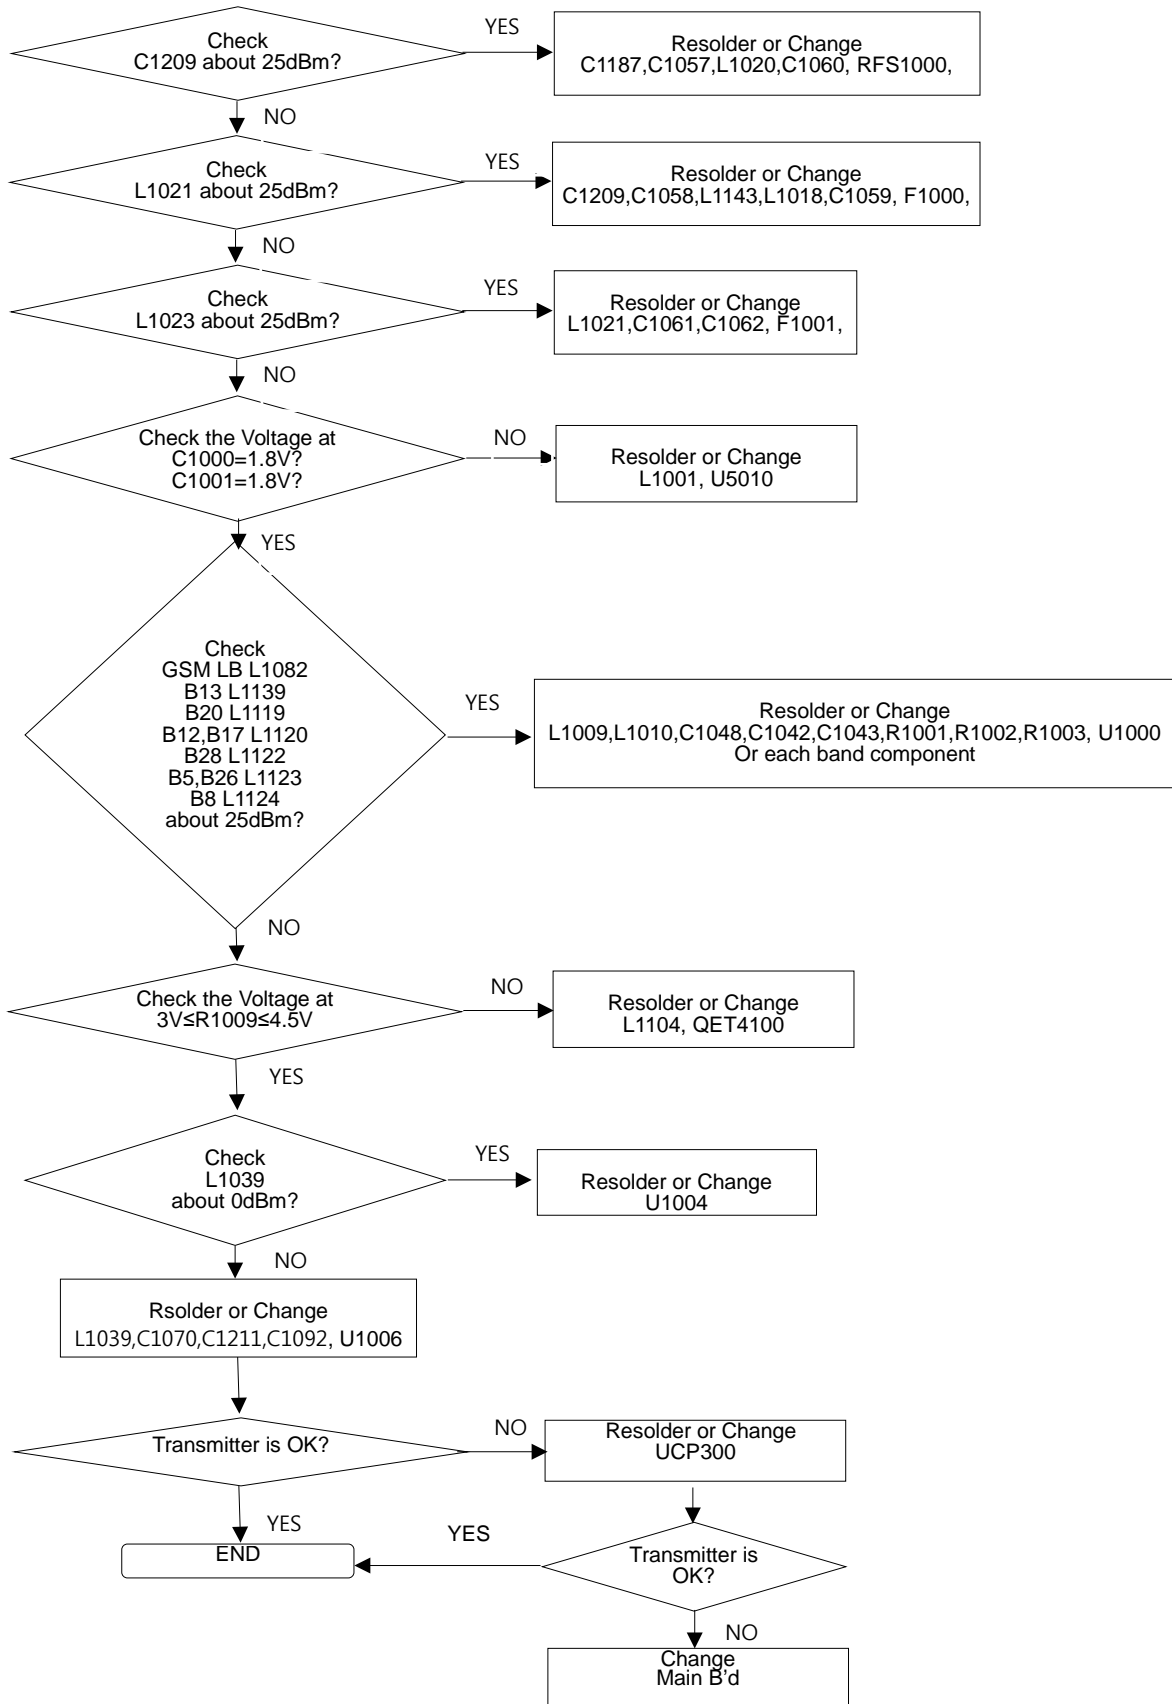 Check
C1209 about 25dBm?
YES
Resolder or Change
C1187,C1057,L1020,C1060, RFS1000,
NO
Check
L1021 about 25dBm?
YES
Resolder or Change
C1209,C1058,L1143,L1018,C1059, F1000,
NO
Check
L1023 about 25dBm?
YES
Resolder or Change
L1021,C1061,C1062, F1001,
NO
Check the Voltage at
C1000=1.8V?
C1001=1.8V?
NO
Resolder or Change
L1001, U5010
YES
Check
GSM LB L1082
B13 L1139
B20 L1119
B12,B17 L1120
B28 L1122
B5,B26 L1123
B8 L1124
about 25dBm?
YES
Resolder or Change
L1009,L1010,C1048,C1042,C1043,R1001,R1002,R1003, U1000
Or each band component
NO
Check the Voltage at
3V≤R1009≤4.5V
NO
Resolder or Change
L1104, QET4100
YES
Check
L1039
about 0dBm?
YES
Resolder or Change
U1004
NO
Rsolder or Change
L1039,C1070,C1211,C1092, U1006
Transmitter is OK?
NO
Resolder or Change
UCP300
YES
END
YES
Transmitter is
OK?
NO
Change
Main B’d